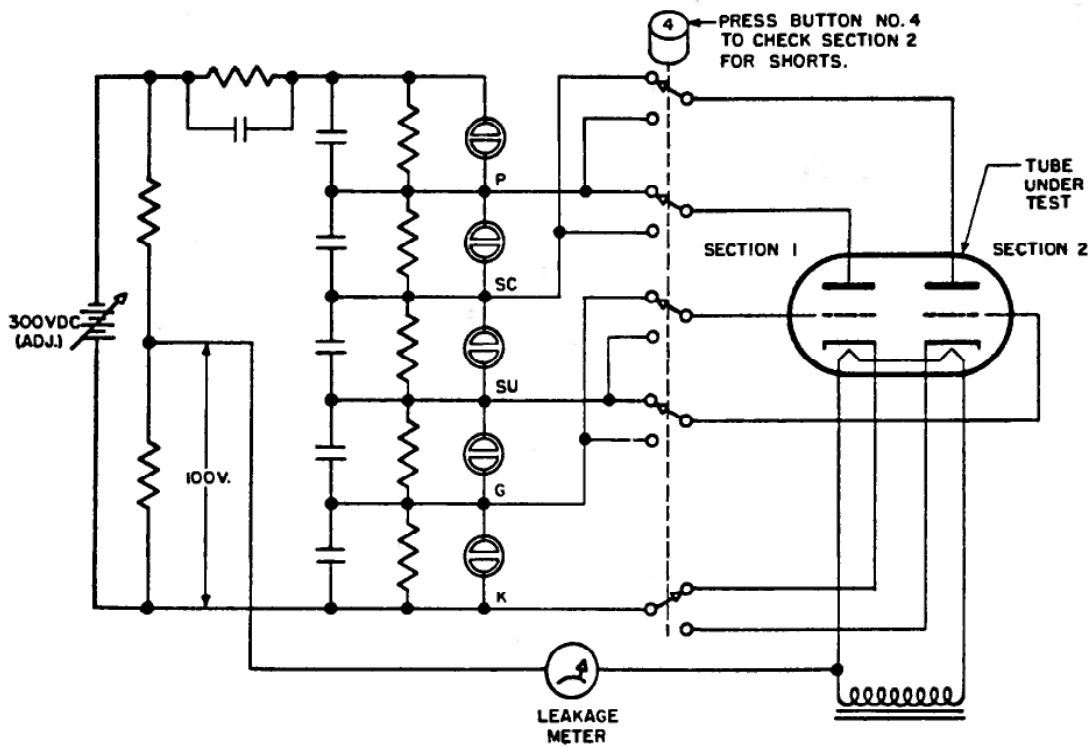 4
PRESS BUTTON NO. 4
TO CHECK SECTION 2
FOR SHORTS.
P
TUBE
UNDER
TEST
SECTION 1
SECTION 2
SC
300VDC
(ADJ.)
SU
100V.
G
K
LEAKAGE
METER